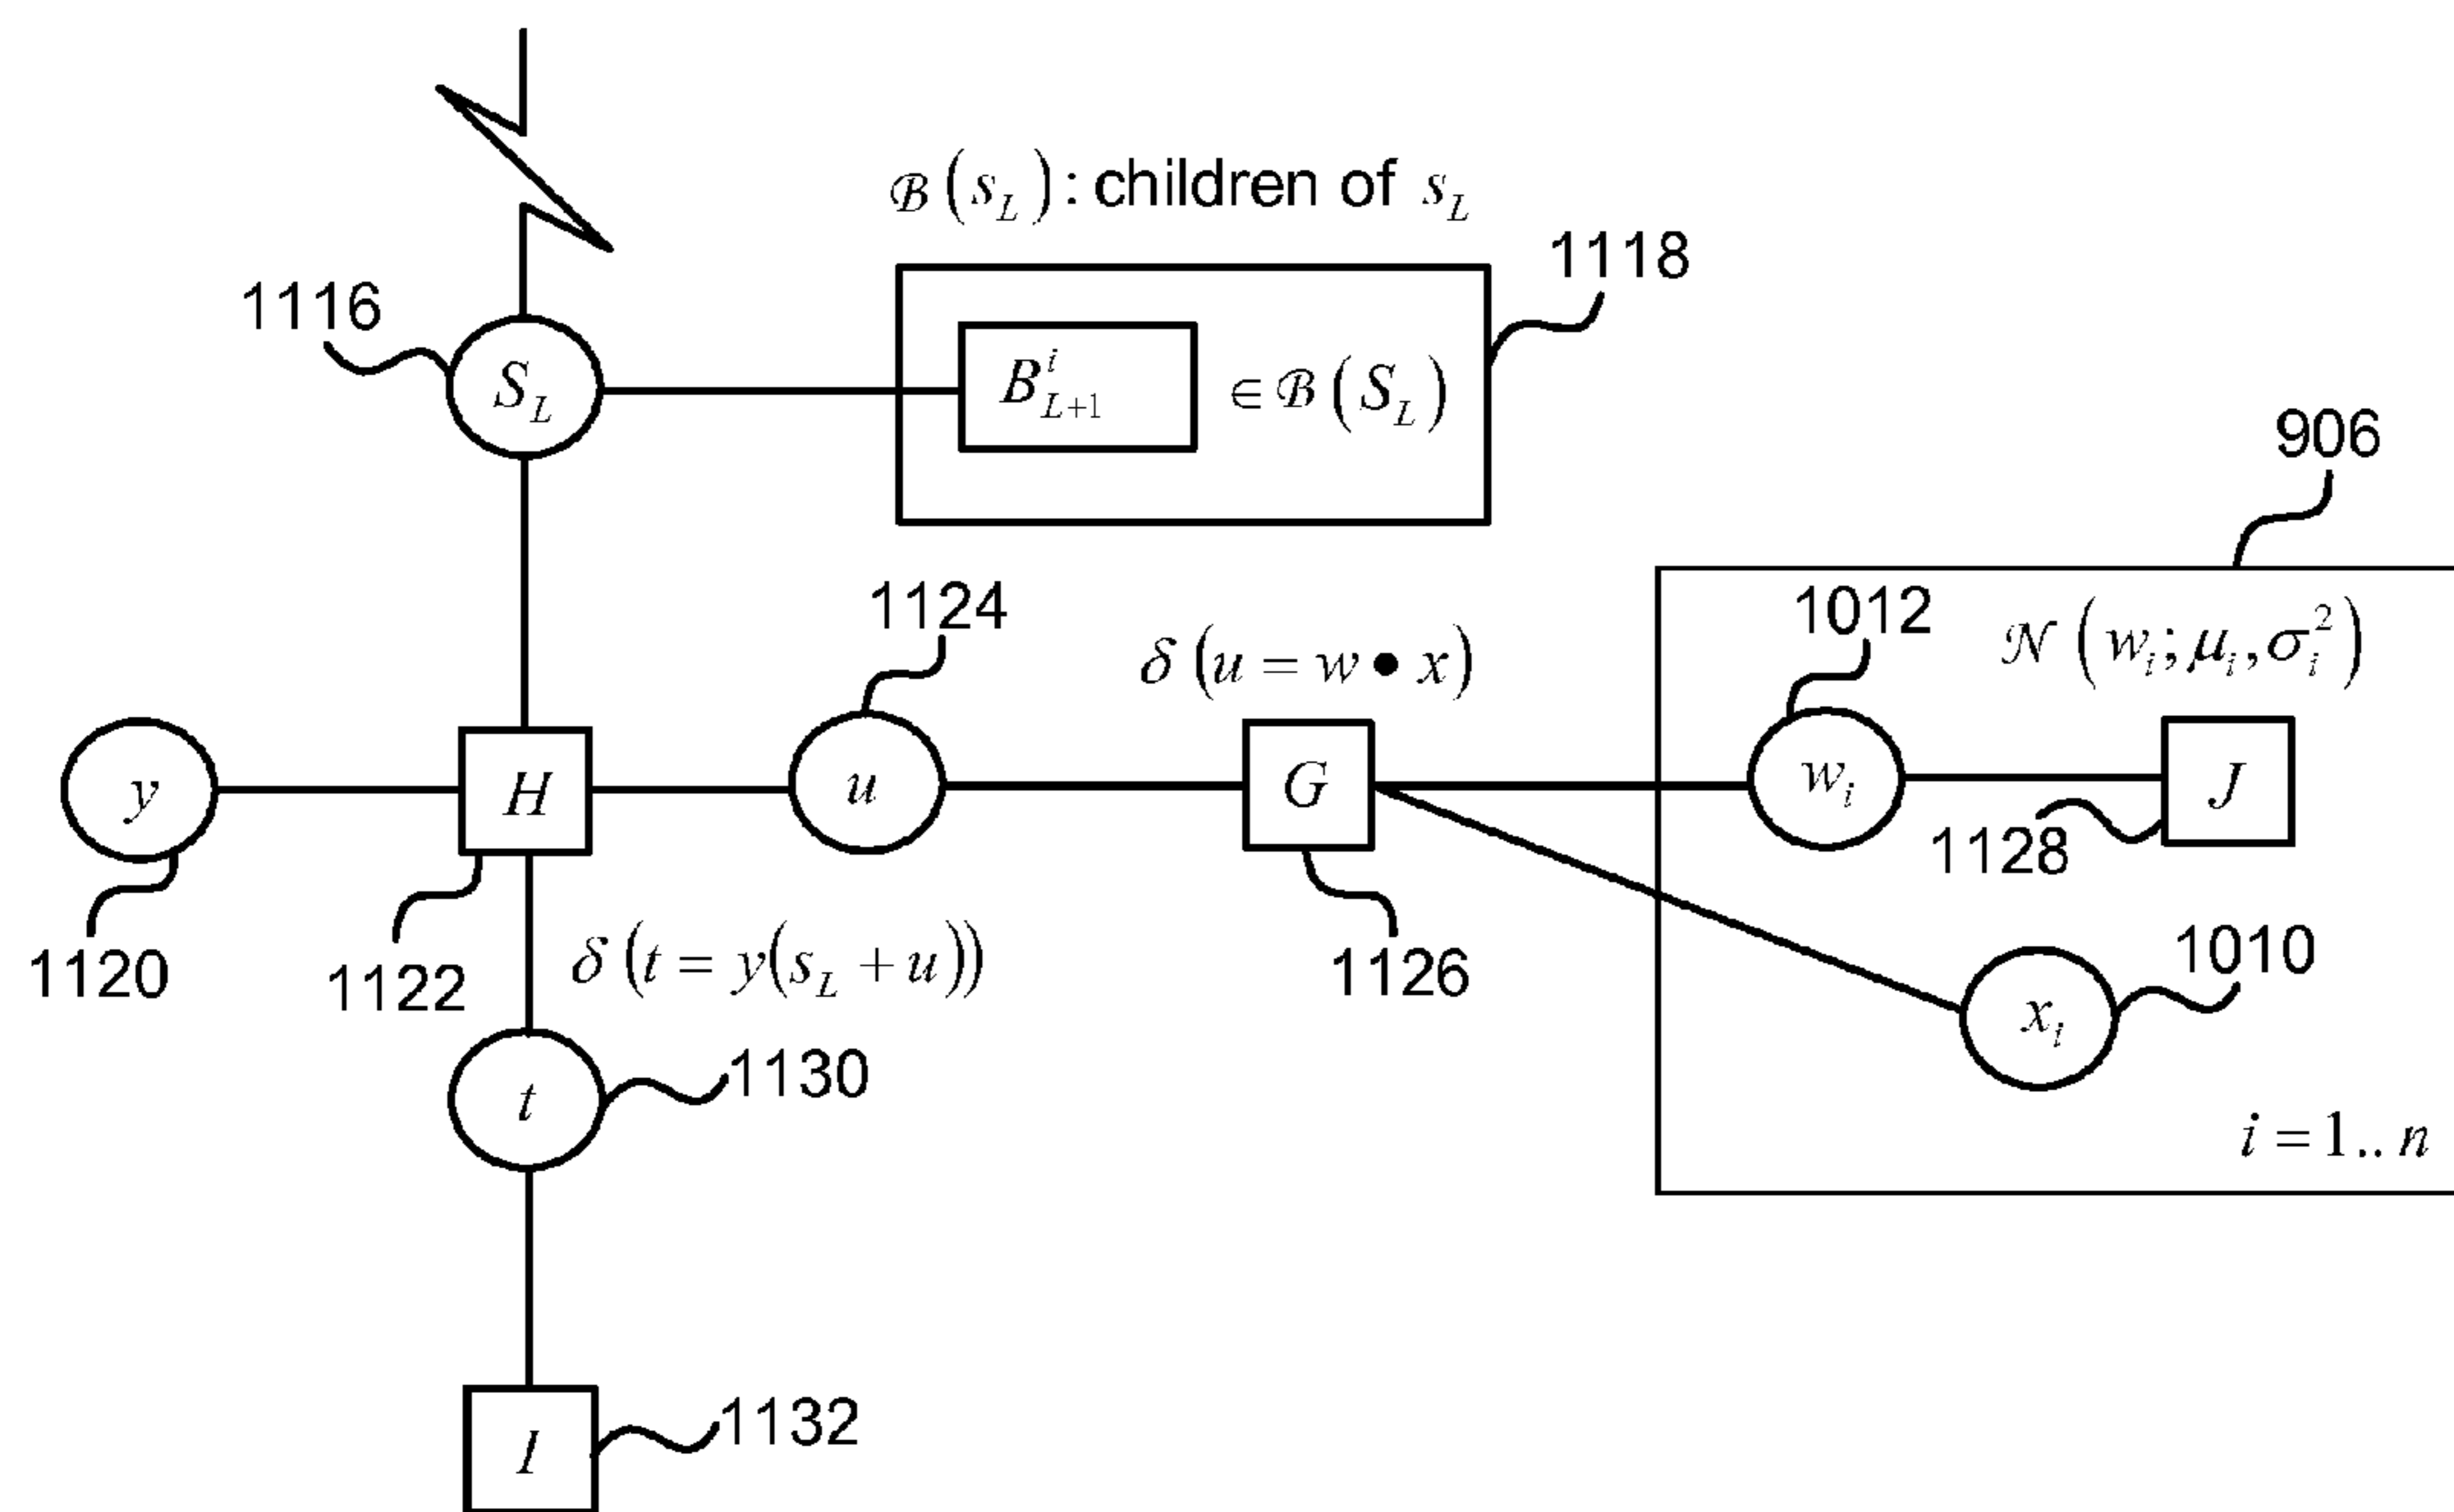 ℬ(s_L): children of s_L
1118
1116
S_L
B^i_{L+1} ∈ ℬ(S_L)
906
1124
1012
δ(u = w • x)
𝒩(w_i; μ_i, σ_i^2)
y
H
u
G
w_i
J
1128
1120
1122
δ(t = y(s_L + u))
1126
1010
x_i
t
1130
i = 1 .. n
I
1132